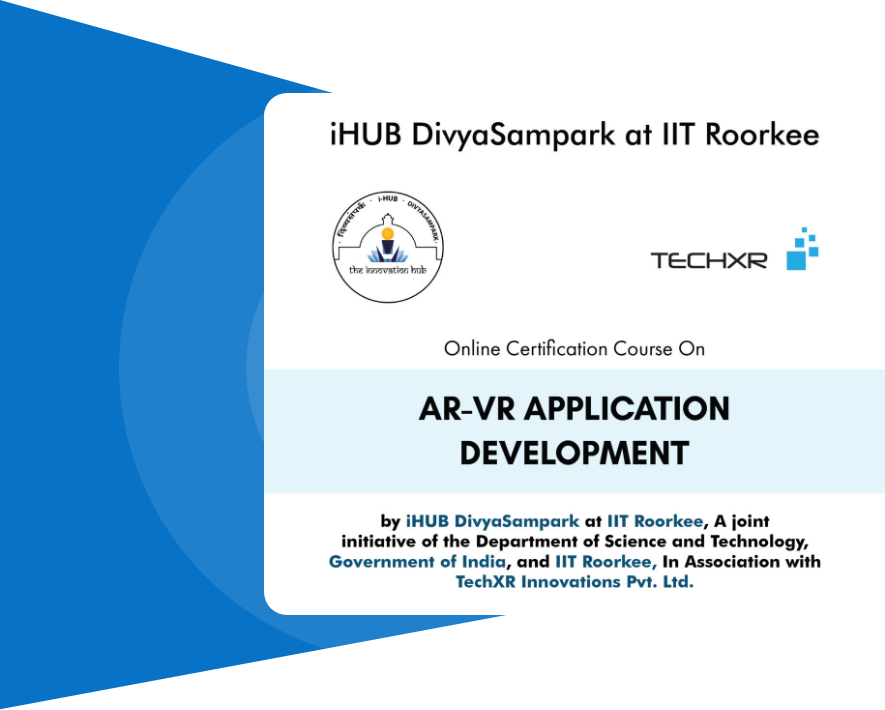 iHUB DivyaSampark at IIT Roorkee
दिव्यसंपर्क · i-HUB · DIVYASAMPARK
the innovation hub
TECHXR
Online Certification Course On
AR-VR APPLICATION
DEVELOPMENT
by iHUB DivyaSampark at IIT Roorkee, A joint
initiative of the Department of Science and Technology,
Government of India, and IIT Roorkee, In Association with
TechXR Innovations Pvt. Ltd.